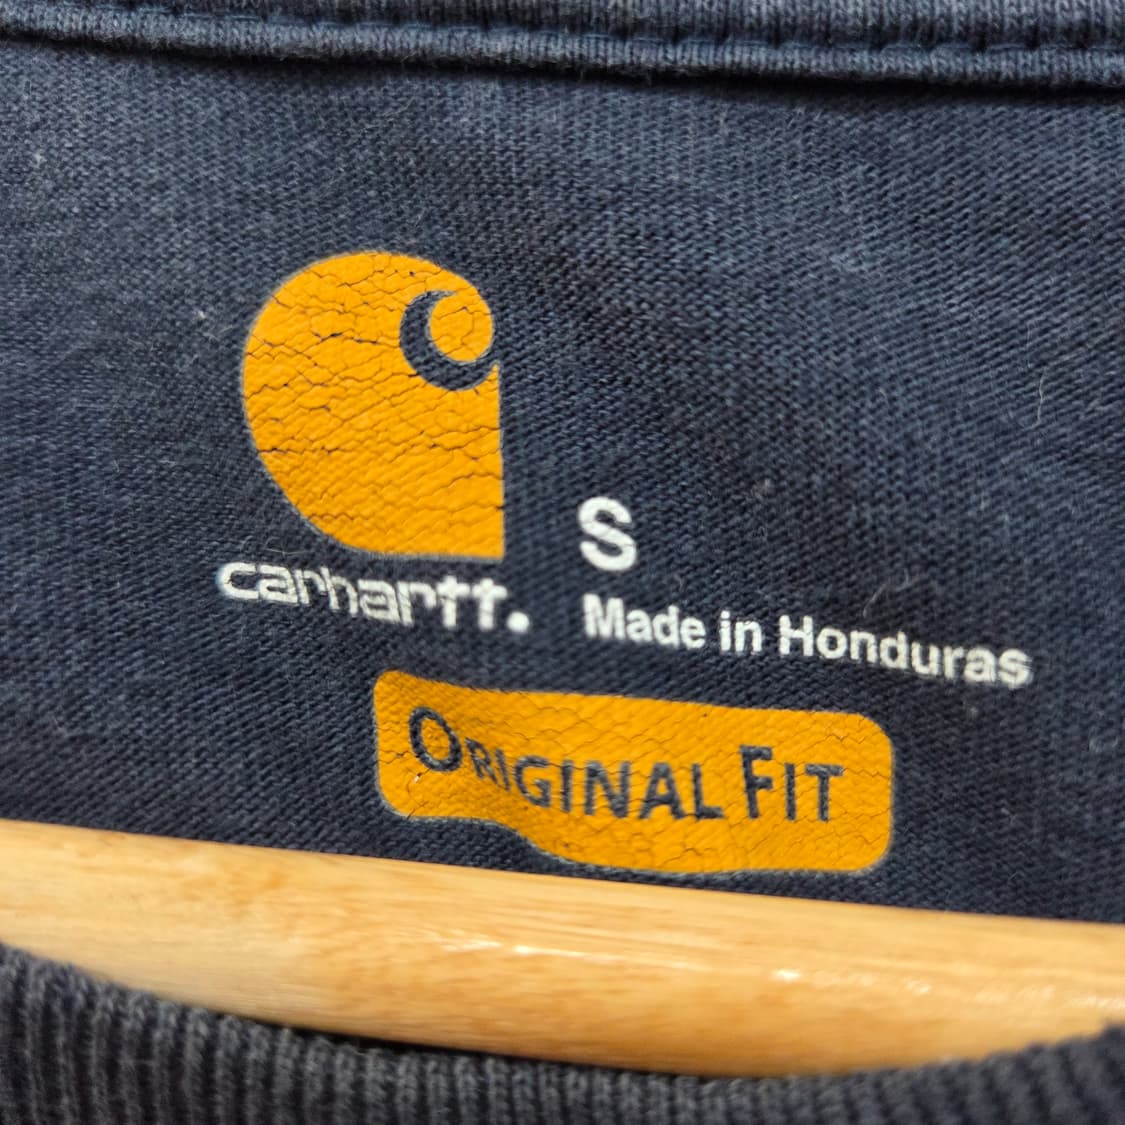 carhartt.
S
Made in Honduras
ORIGINAL FIT